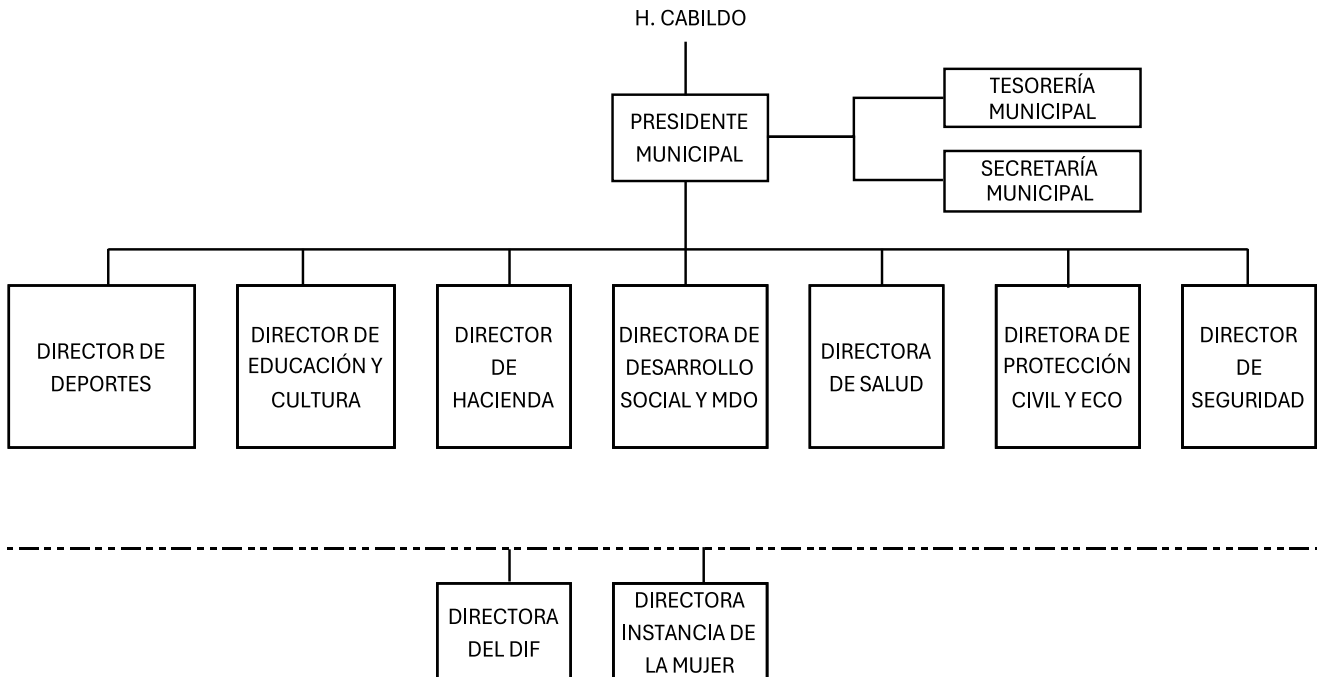 H. CABILDO
PRESIDENTE
MUNICIPAL
TESORERÍA
MUNICIPAL
SECRETARÍA
MUNICIPAL
DIRECTOR DE
DEPORTES
DIRECTOR DE
EDUCACIÓN Y
CULTURA
DIRECTOR
DE
HACIENDA
DIRECTORA DE
DESARROLLO
SOCIAL Y MDO
DIRECTORA
DE SALUD
DIRETORA DE
PROTECCIÓN
CIVIL Y ECO
DIRECTOR
DE
SEGURIDAD
DIRECTORA
DEL DIF
DIRECTORA
INSTANCIA DE
LA MUJER